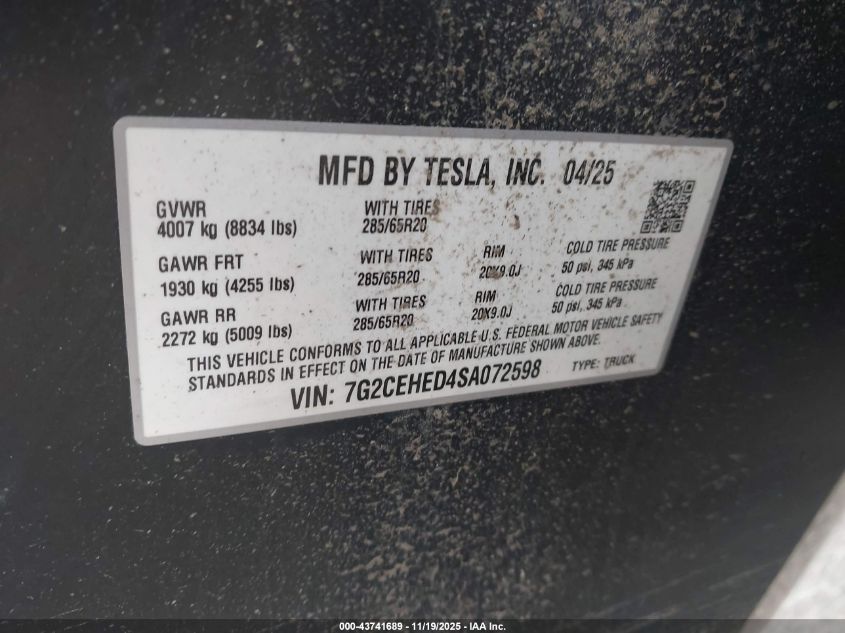 MFD BY TESLA, INC. 04/25
GVWR
4007 kg (8834 lbs)
WITH TIRES
285/65R20
GAWR FRT
1930 kg (4255 lbs)
WITH TIRES
285/65R20
RIM
20X9.0J
COLD TIRE PRESSURE
50 psi, 345 kPa
GAWR RR
2272 kg (5009 lbs)
WITH TIRES
285/65R20
RIM
20X9.0J
COLD TIRE PRESSURE
50 psi, 345 kPa
THIS VEHICLE CONFORMS TO ALL APPLICABLE U.S. FEDERAL MOTOR VEHICLE SAFETY
STANDARDS IN EFFECT ON THE DATE OF MANUFACTURE SHOWN ABOVE.
VIN: 7G2CEHED4SA072598
TYPE: TRUCK
000-43741689 - 11/19/2025 - IAA Inc.